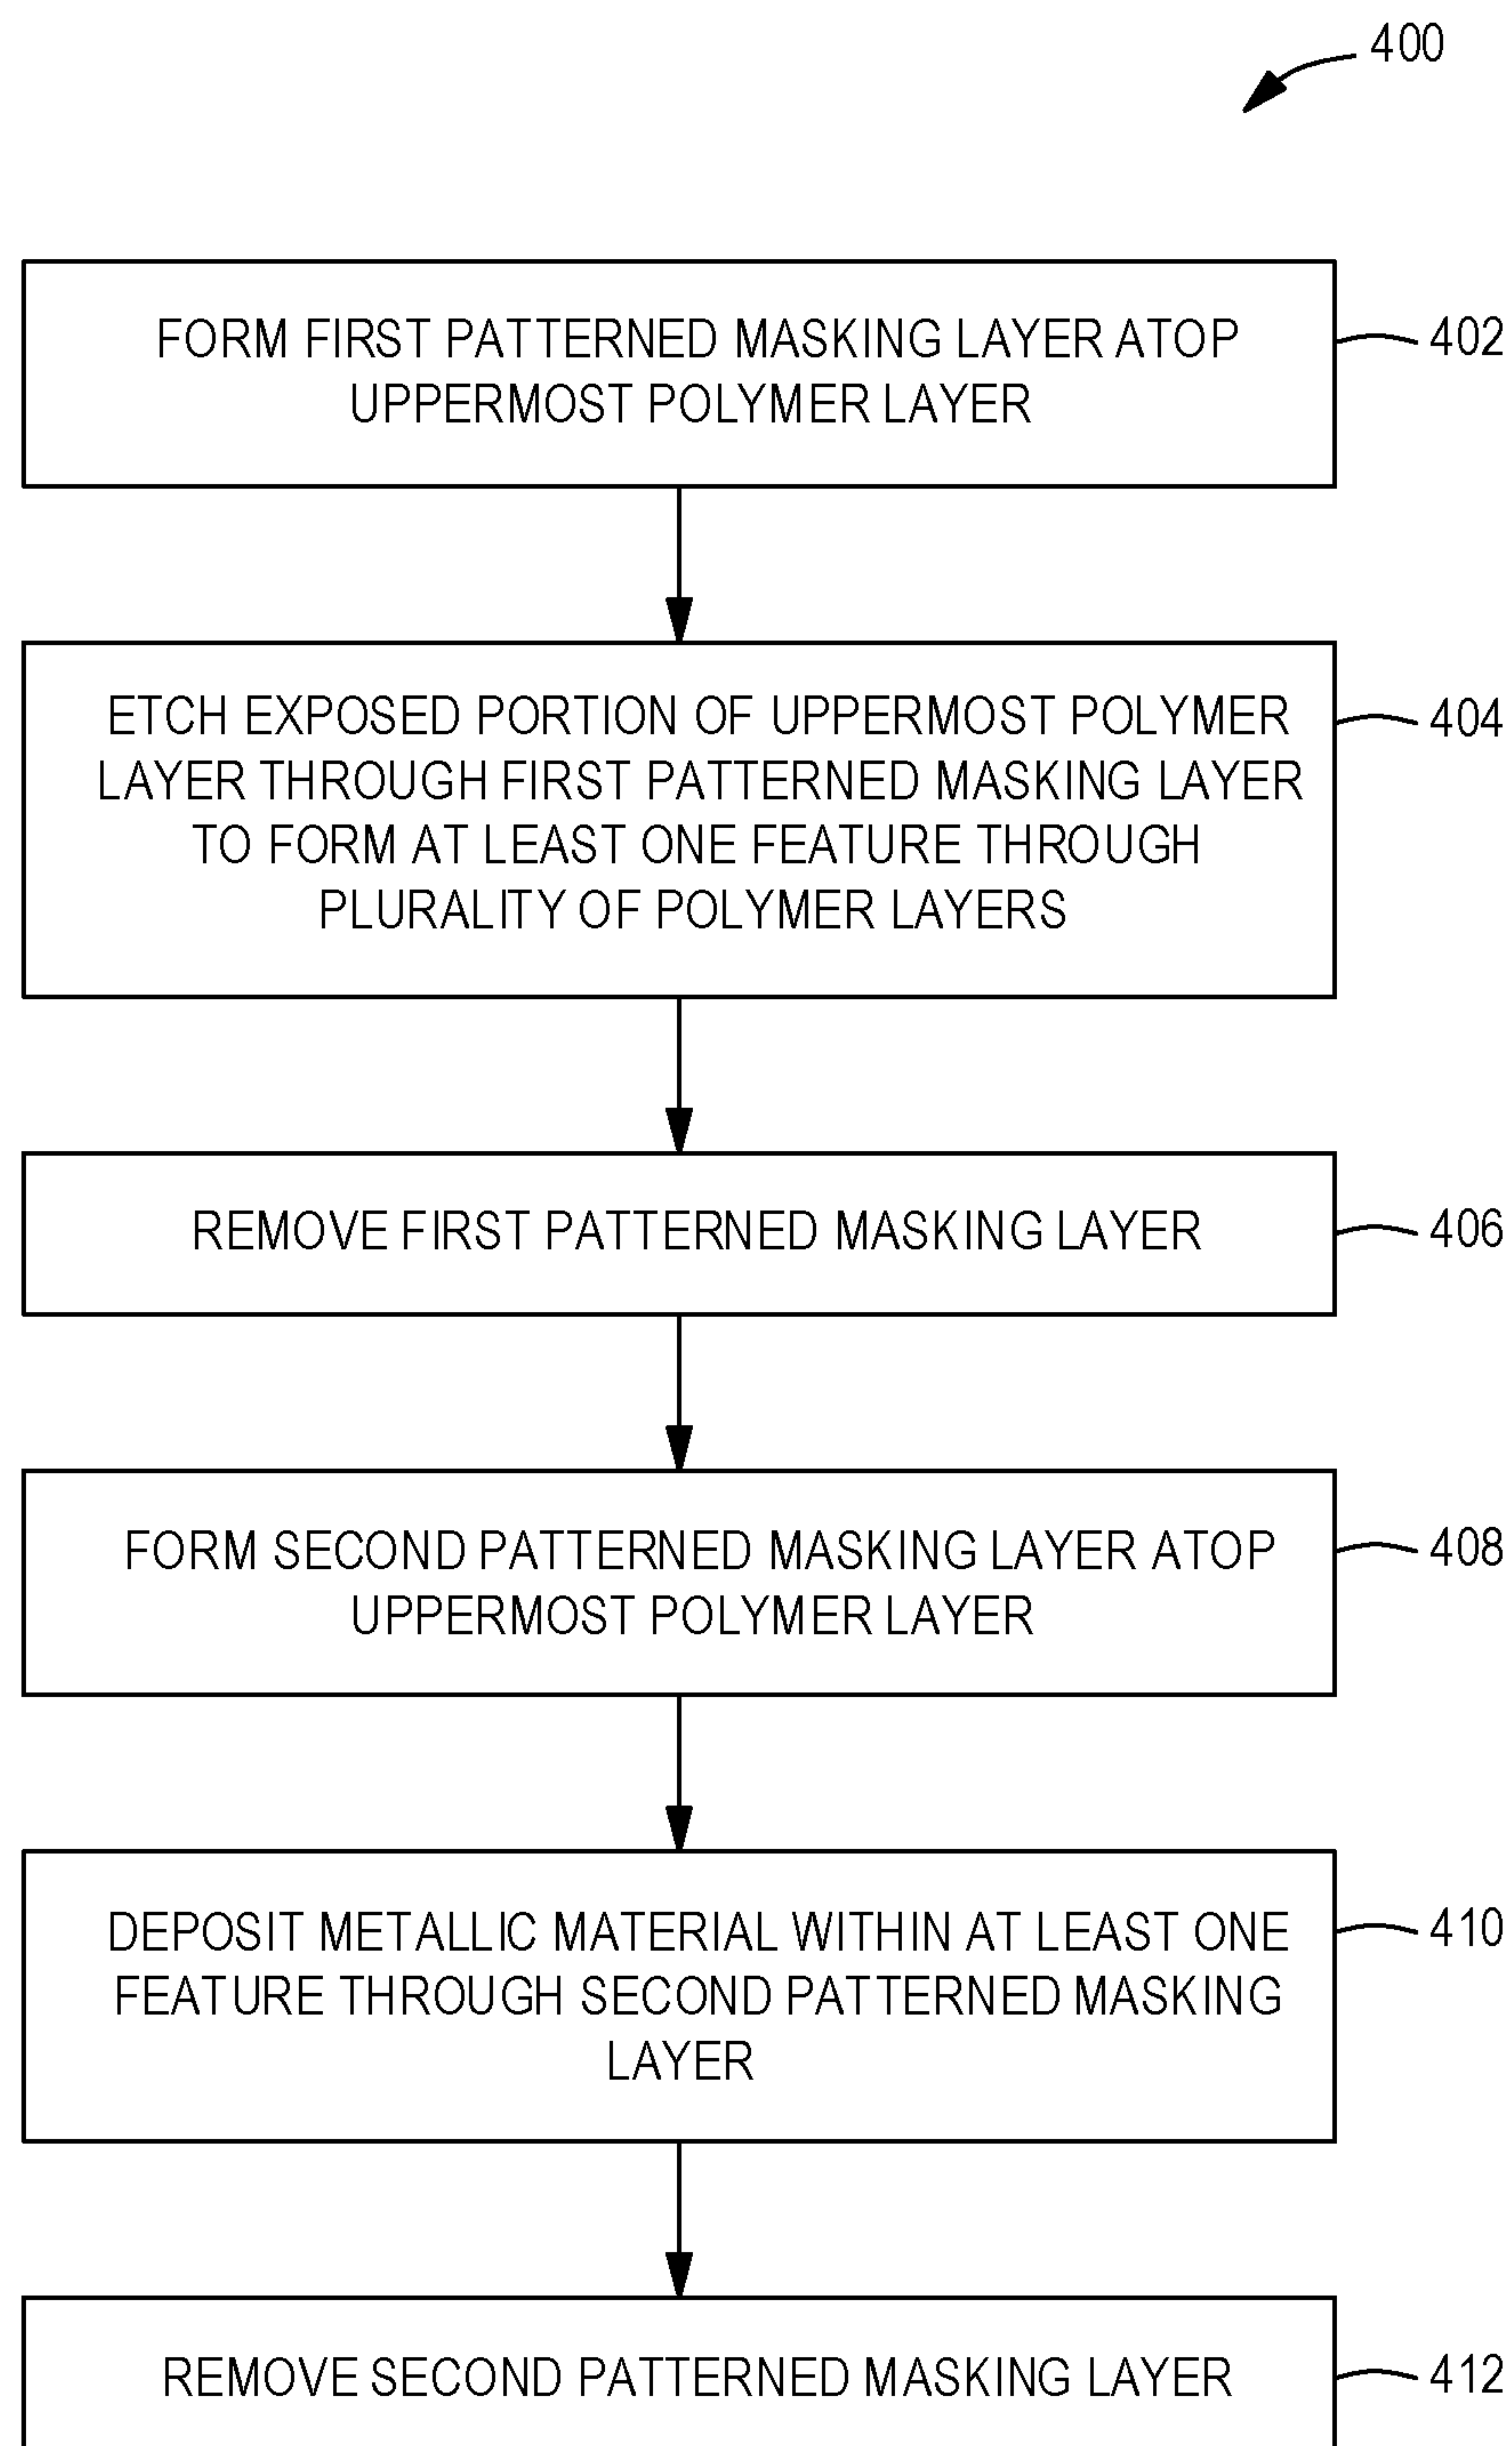 400
FORM FIRST PATTERNED MASKING LAYER ATOP
UPPERMOST POLYMER LAYER
402
ETCH EXPOSED PORTION OF UPPERMOST POLYMER
LAYER THROUGH FIRST PATTERNED MASKING LAYER
TO FORM AT LEAST ONE FEATURE THROUGH
PLURALITY OF POLYMER LAYERS
404
REMOVE FIRST PATTERNED MASKING LAYER
406
FORM SECOND PATTERNED MASKING LAYER ATOP
UPPERMOST POLYMER LAYER
408
DEPOSIT METALLIC MATERIAL WITHIN AT LEAST ONE
FEATURE THROUGH SECOND PATTERNED MASKING
LAYER
410
REMOVE SECOND PATTERNED MASKING LAYER
412